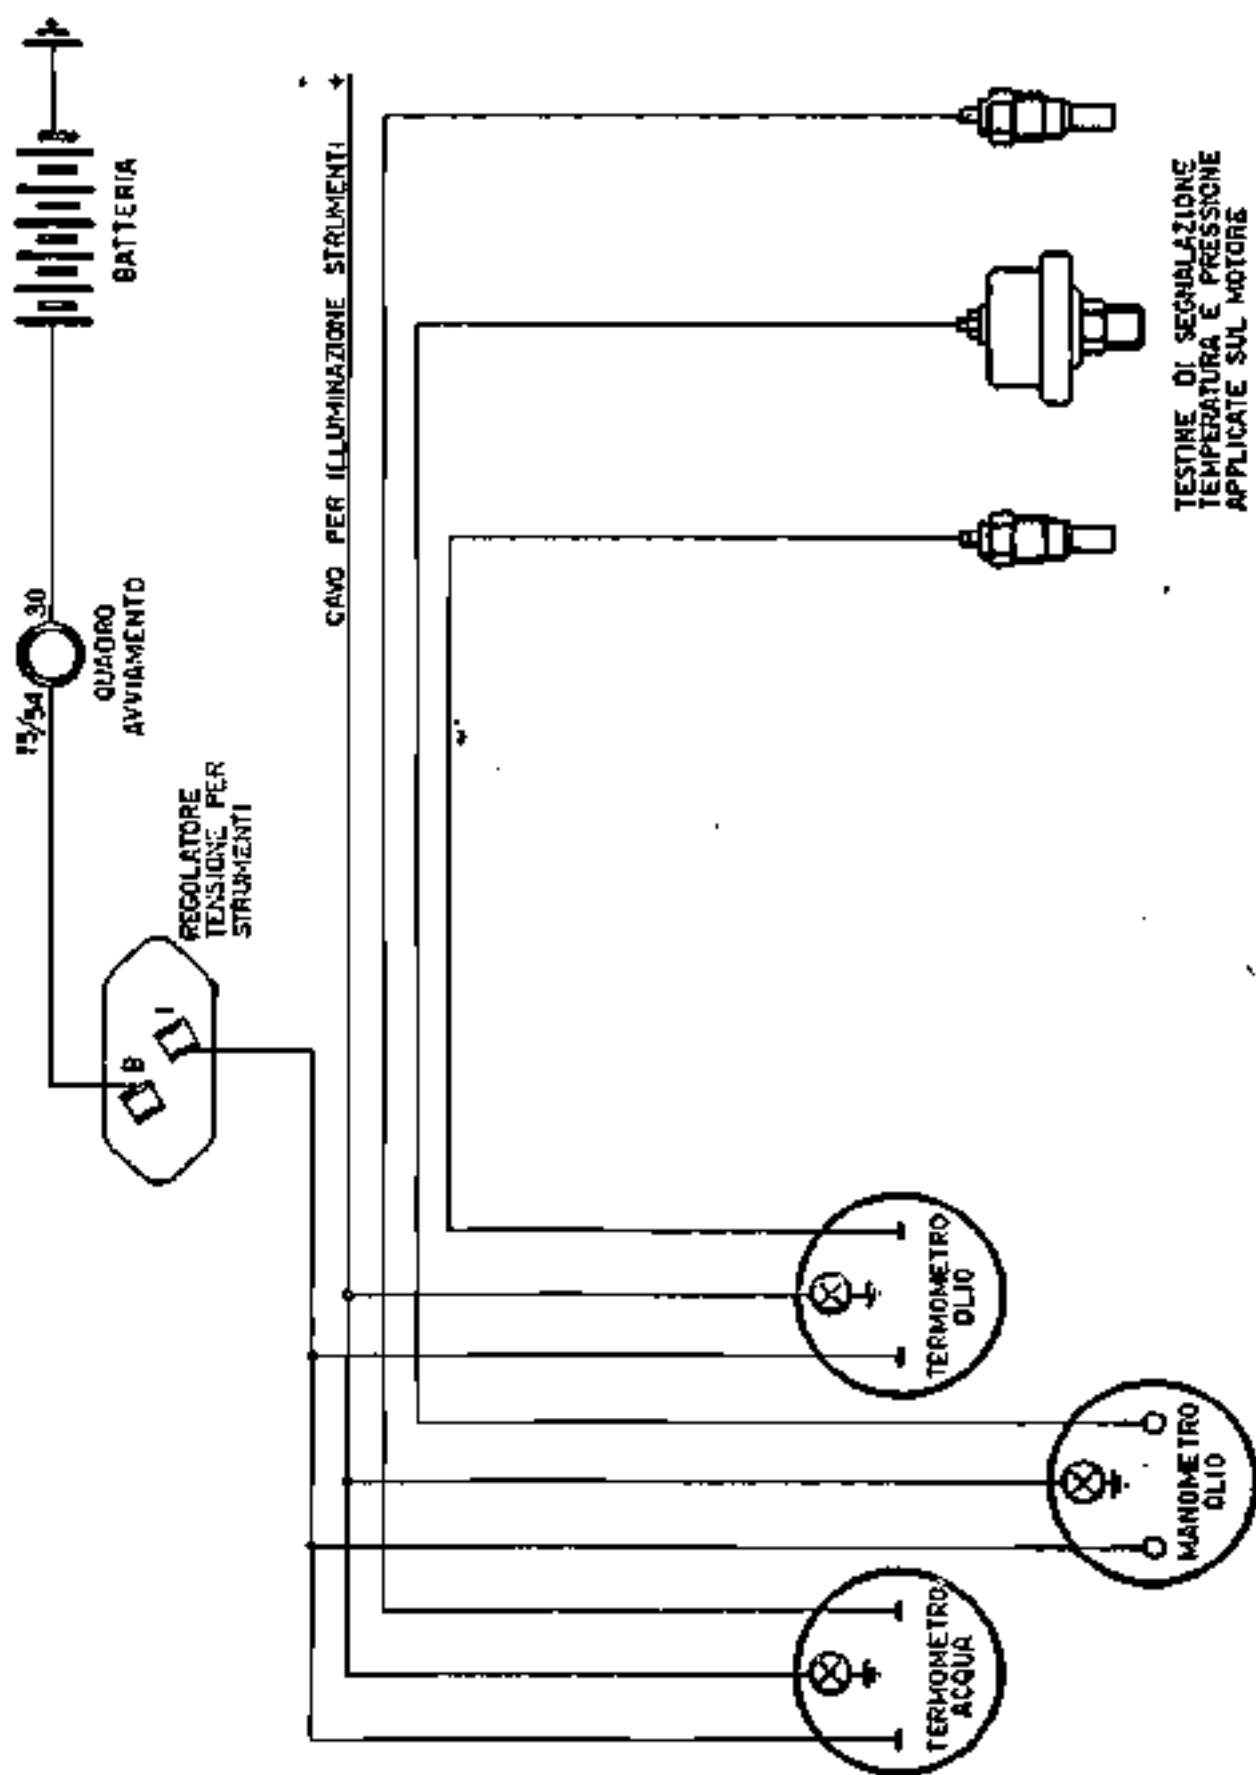 BATTERIA
30
15/54
QUADRO
AVVIAMENTO
REGOLATORE
TENSIONE PER
STRUMENTI
B
I
+
CAVO PER ILLUMINAZIONE STRUMENTI
TESTINE DI SEGNALAZIONE
TEMPERATURA E PRESSIONE
APPLICATE SUL MOTORE
TERMOMETRO
ACQUA
MANOMETRO
OLIO
TERMOMETRO
OLIO